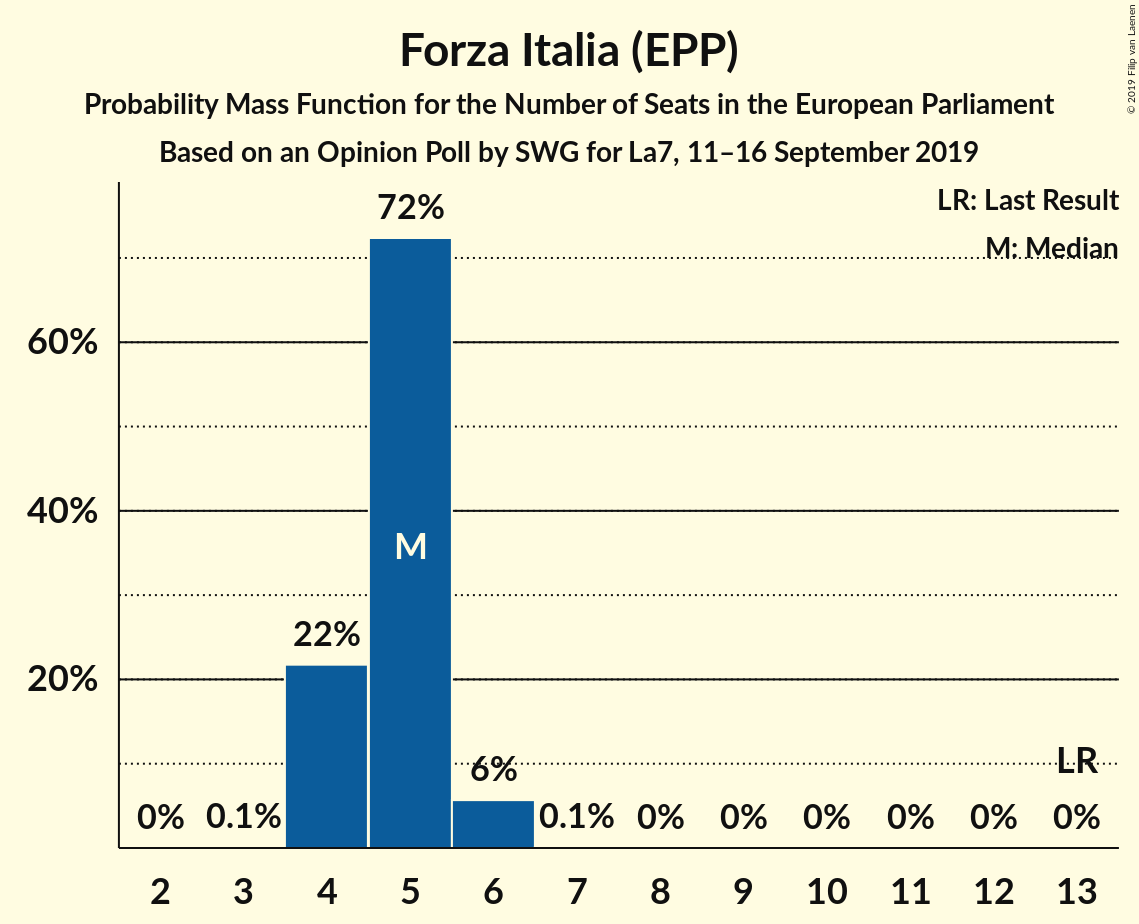 Forza Italia (EPP)
Probability Mass Function for the Number of Seats in the European Parliament
Based on an Opinion Poll by SWG for La7, 11–16 September 2019
© 2019 Filip van Laenen
LR: Last Result
M: Median
72%
60%
40%
M
22%
20%
6%
LR
0% 0.1% 0.1% 0% 0% 0% 0% 0% 0%
2 3 4 5 6 7 8 9 10 11 12 13